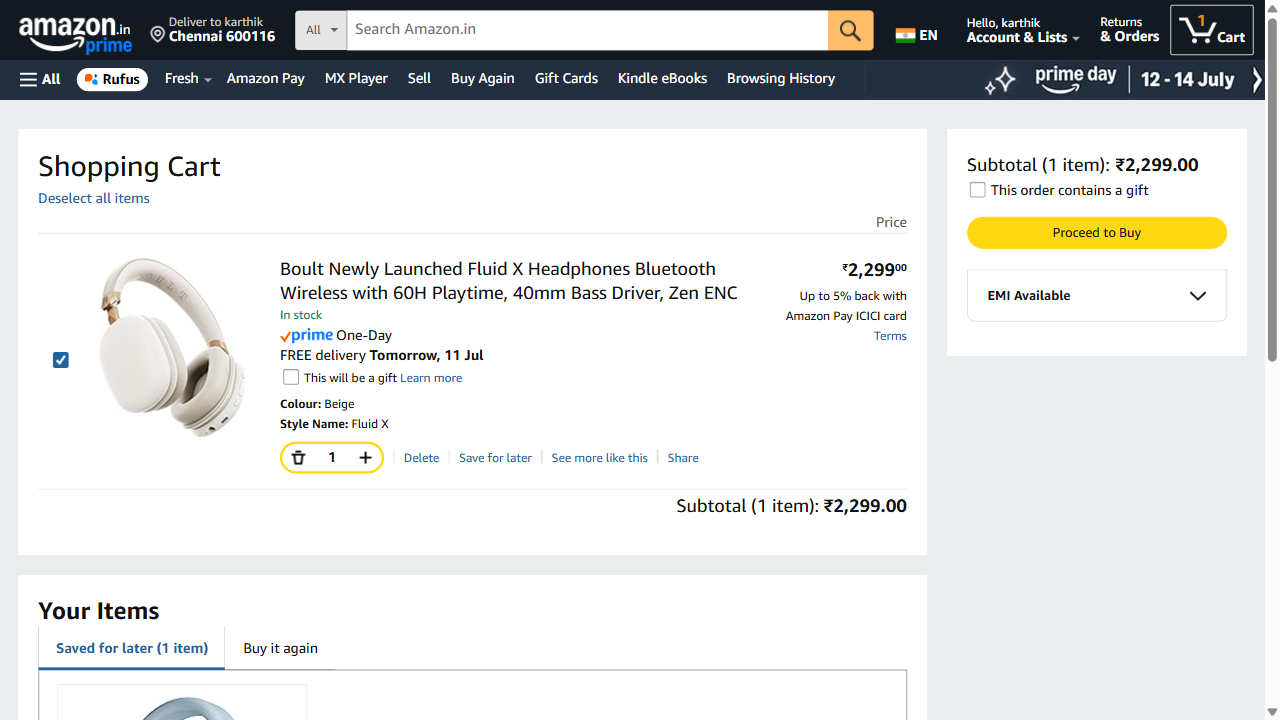 amazon.in
prime
Deliver to karthik
Chennai 600116
All
Search Amazon.in
EN
Hello, karthik
Account & Lists
Returns
& Orders
1
Cart
All
Rufus
Fresh
Amazon Pay
MX Player
Sell
Buy Again
Gift Cards
Kindle eBooks
Browsing History
prime day
12 - 14 July
Shopping Cart
Deselect all items
Price
Boult Newly Launched Fluid X Headphones Bluetooth
Wireless with 60H Playtime, 40mm Bass Driver, Zen ENC
In stock
prime One-Day
FREE delivery Tomorrow, 11 Jul
This will be a gift Learn more
Colour: Beige
Style Name: Fluid X
1
Delete
Save for later
See more like this
Share
₹2,29900
Up to 5% back with
Amazon Pay ICICI card
Terms
Subtotal (1 item): ₹2,299.00
Subtotal (1 item): ₹2,299.00
This order contains a gift
Proceed to Buy
EMI Available
Your Items
Saved for later (1 item)
Buy it again